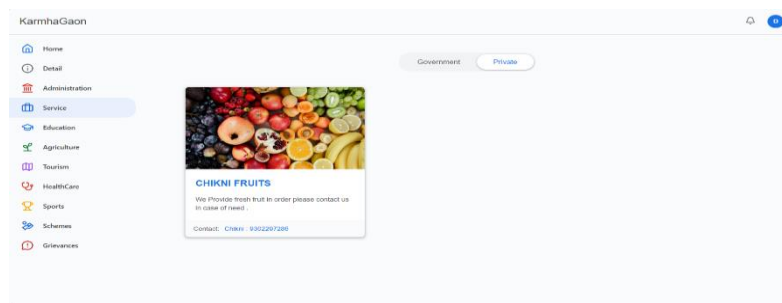 KarmhaGaon
D
Home
Detail
Administration
Service
Education
Agriculture
Tourism
HealthCare
Sports
Schemes
Grievances
Government
Private
CHIKNI FRUITS
We Provide fresh fruit in order please contact us
in case of need .
Contact: Chikni : 9302297280